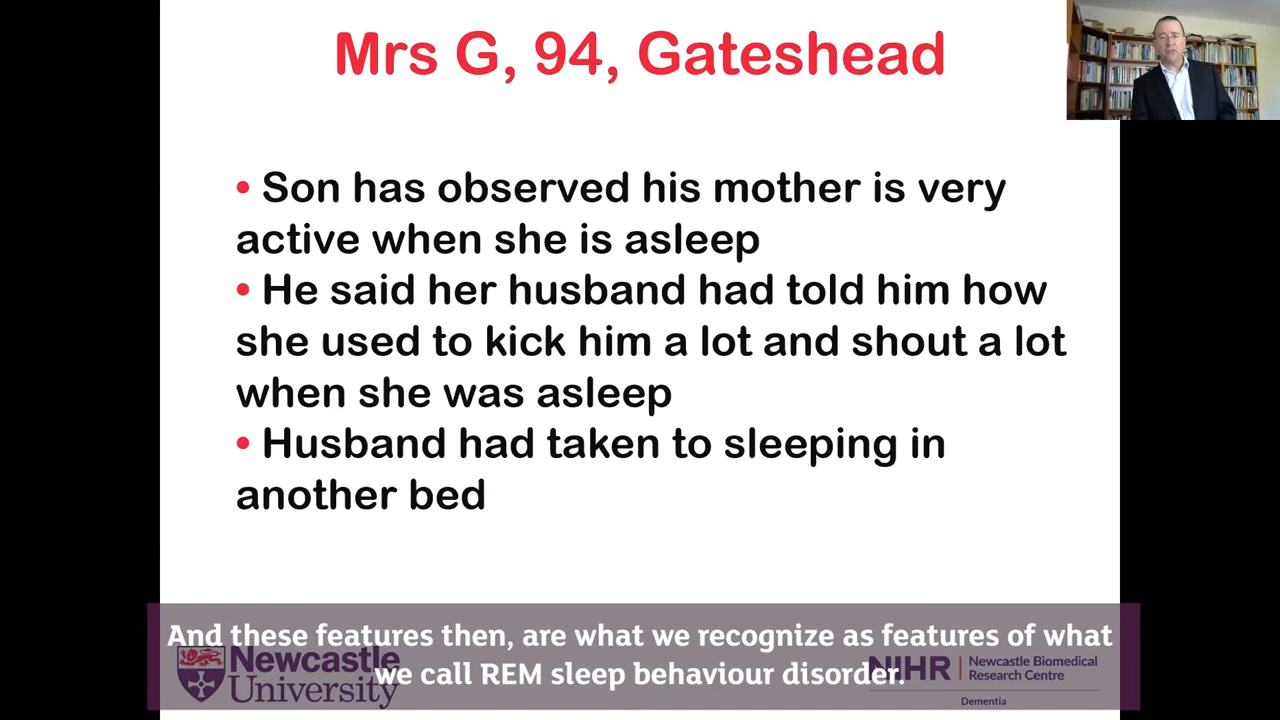 Mrs G, 94, Gateshead
• Son has observed his mother is very
active when she is asleep
• He said her husband had told him how
she used to kick him a lot and shout a lot
when she was asleep
• Husband had taken to sleeping in
another bed
And these features then, are what we recognize as features of what
we call REM sleep behaviour disorder.
Newcastle
University
NIHR
Newcastle Biomedical
Research Centre
Dementia